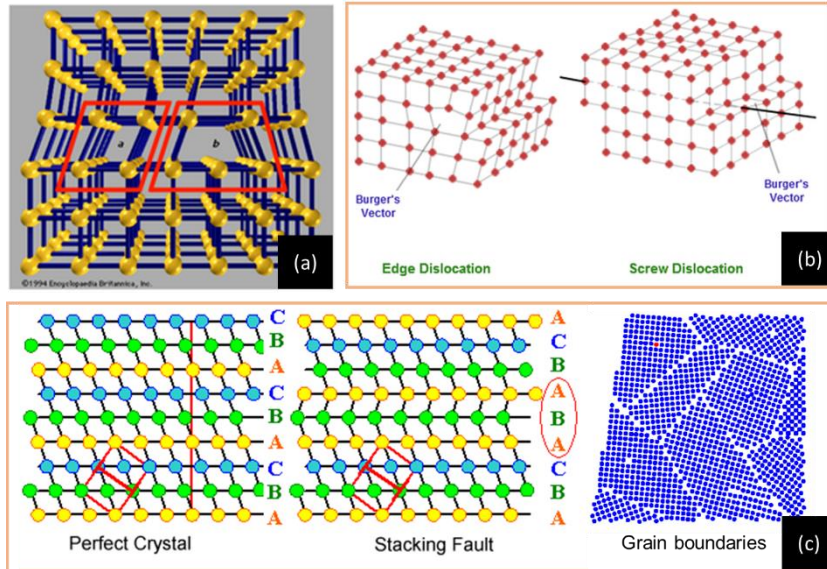 a
b
(a)
©1994 Encyclopaedia Britannica, Inc.
Burger's
Vector
Burger's
Vector
Edge Dislocation
Screw Dislocation
(b)
C
B
A
C
B
A
C
B
A
Perfect Crystal
A
C
B
A
B
A
C
B
A
Stacking Fault
Grain boundaries
(c)